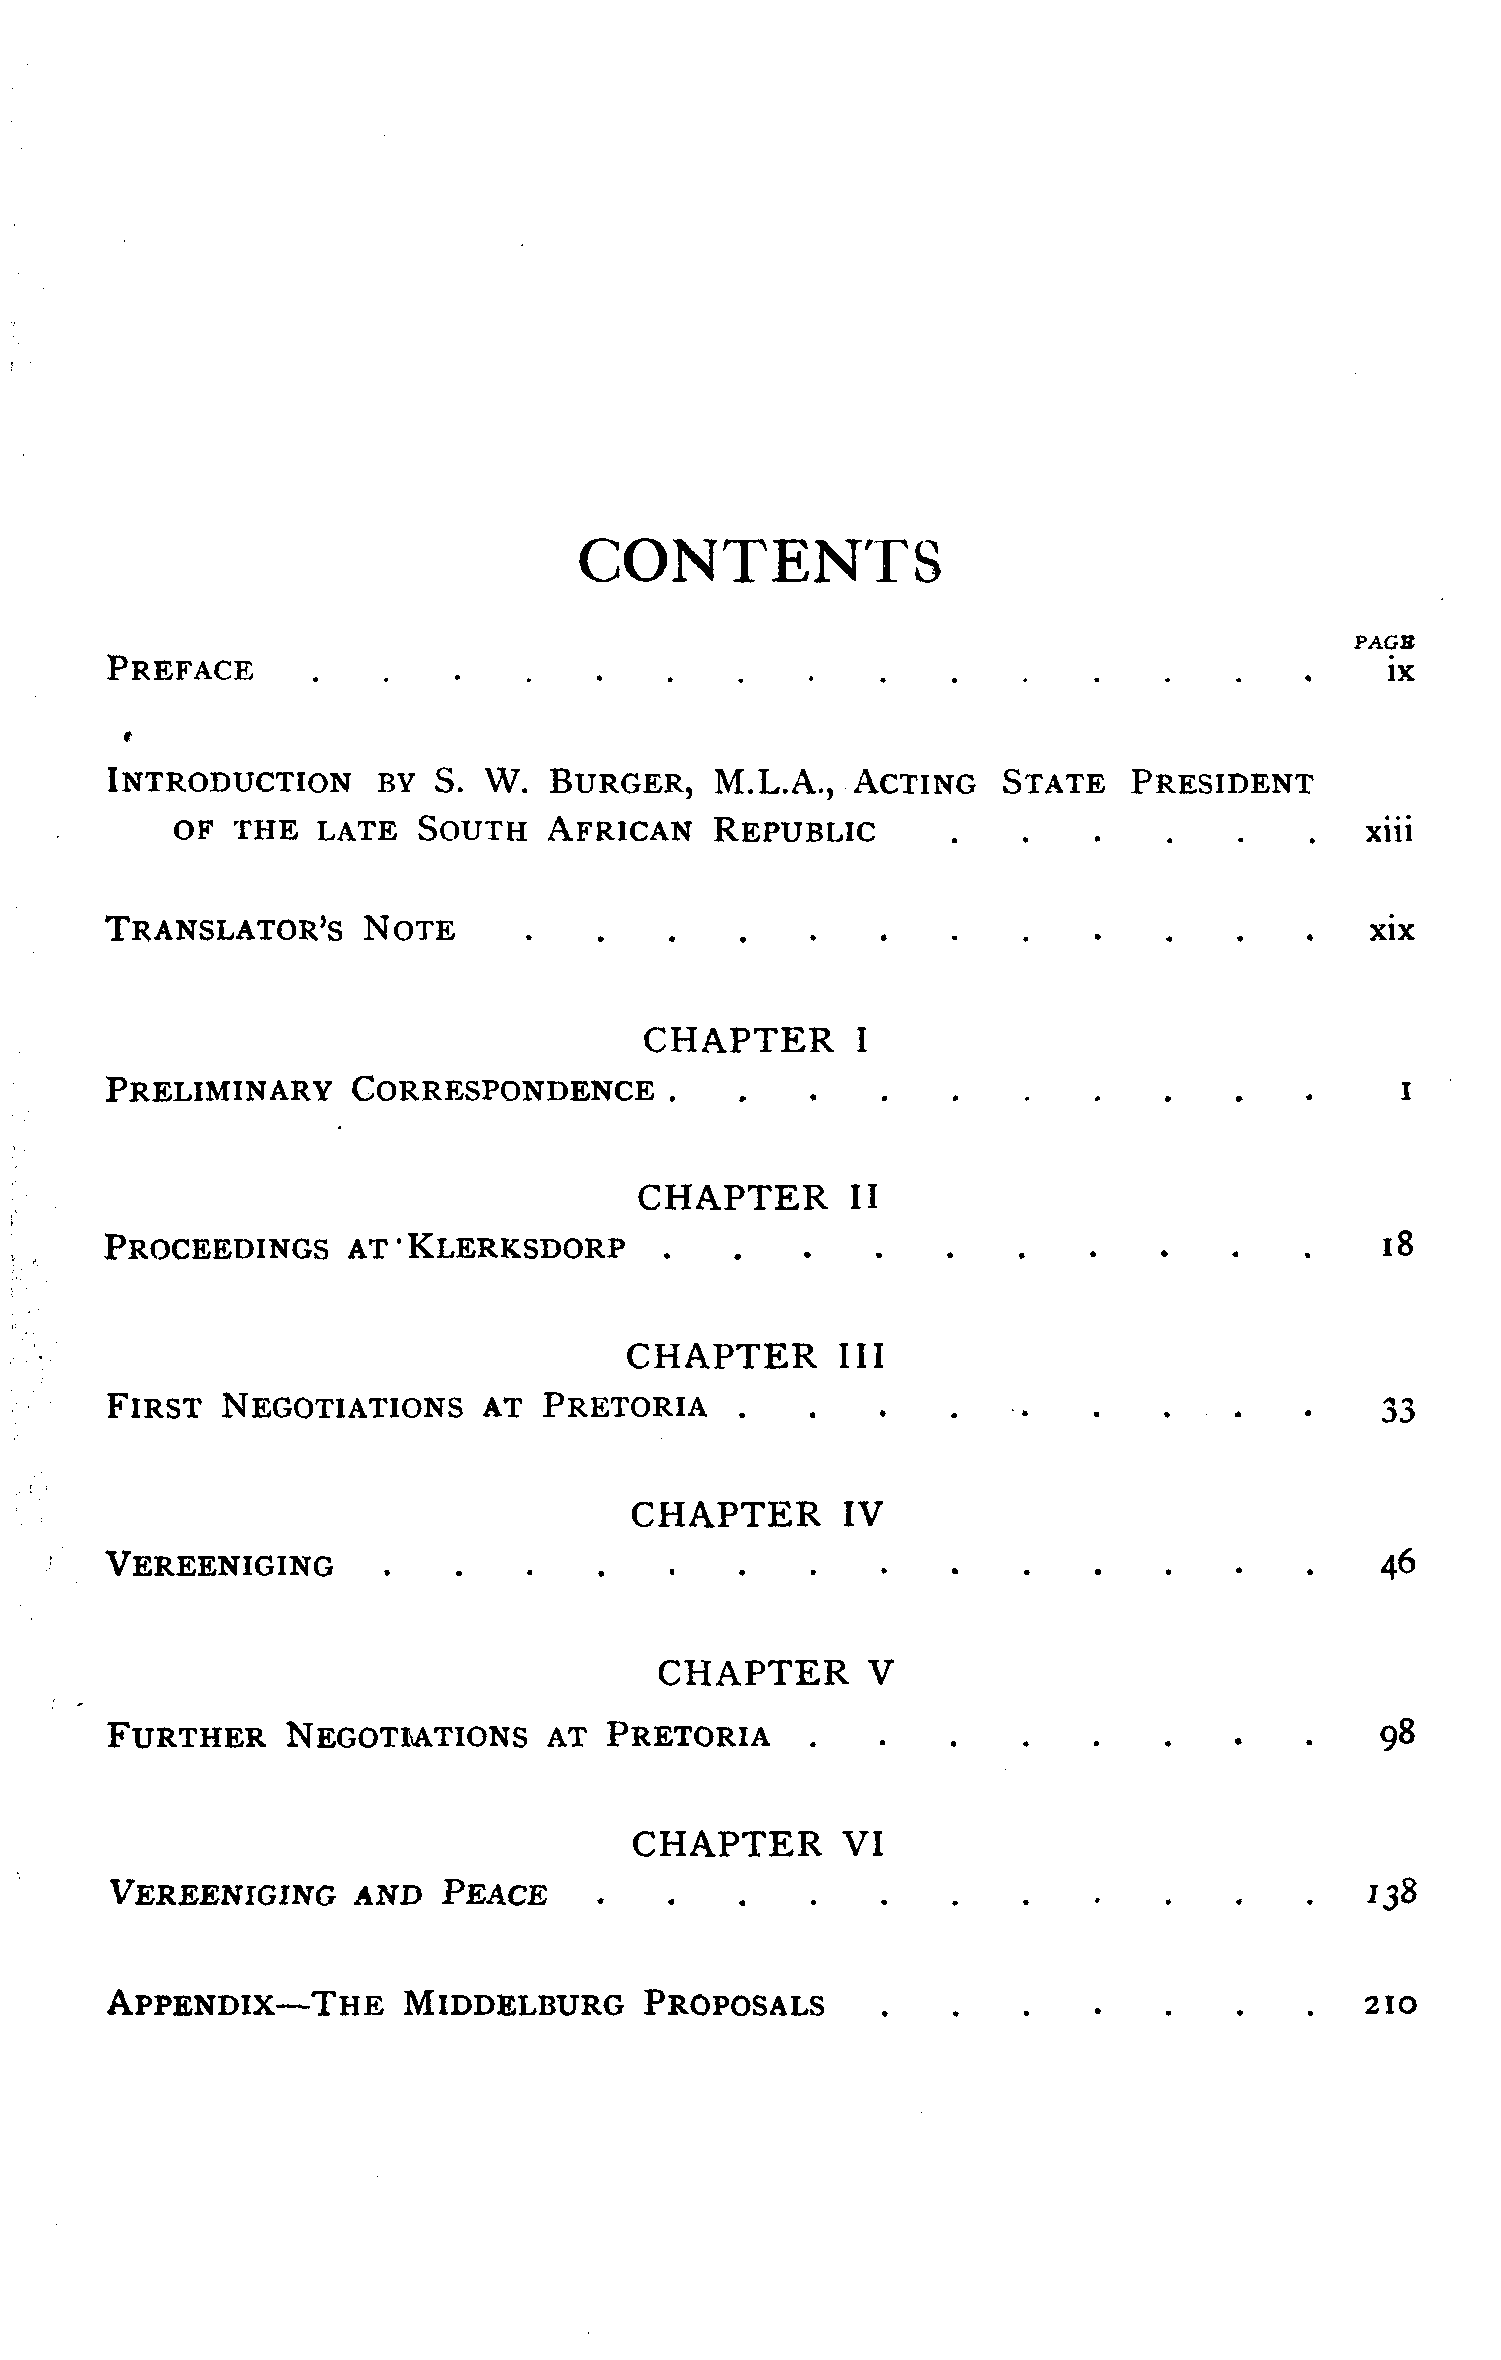 CONTENTS
PAGE
PREFACE . . . . . . . . . . . . . . . ix
INTRODUCTION BY S. W. BURGER, M.L.A., ACTING STATE PRESIDENT
OF THE LATE SOUTH AFRICAN REPUBLIC . . . . . . xiii
TRANSLATOR'S NOTE . . . . . . . . . . . . xix
CHAPTER I
PRELIMINARY CORRESPONDENCE . . . . . . . . . . 1
CHAPTER II
PROCEEDINGS AT KLERKSDORP . . . . . . . . . . 18
CHAPTER III
FIRST NEGOTIATIONS AT PRETORIA . . . . . . . . . 33
CHAPTER IV
VEREENIGING . . . . . . . . . . . . . . 46
CHAPTER V
FURTHER NEGOTIATIONS AT PRETORIA . . . . . . . . 98
CHAPTER VI
VEREENIGING AND PEACE . . . . . . . . . . . 138
APPENDIX—THE MIDDELBURG PROPOSALS . . . . . . . 210